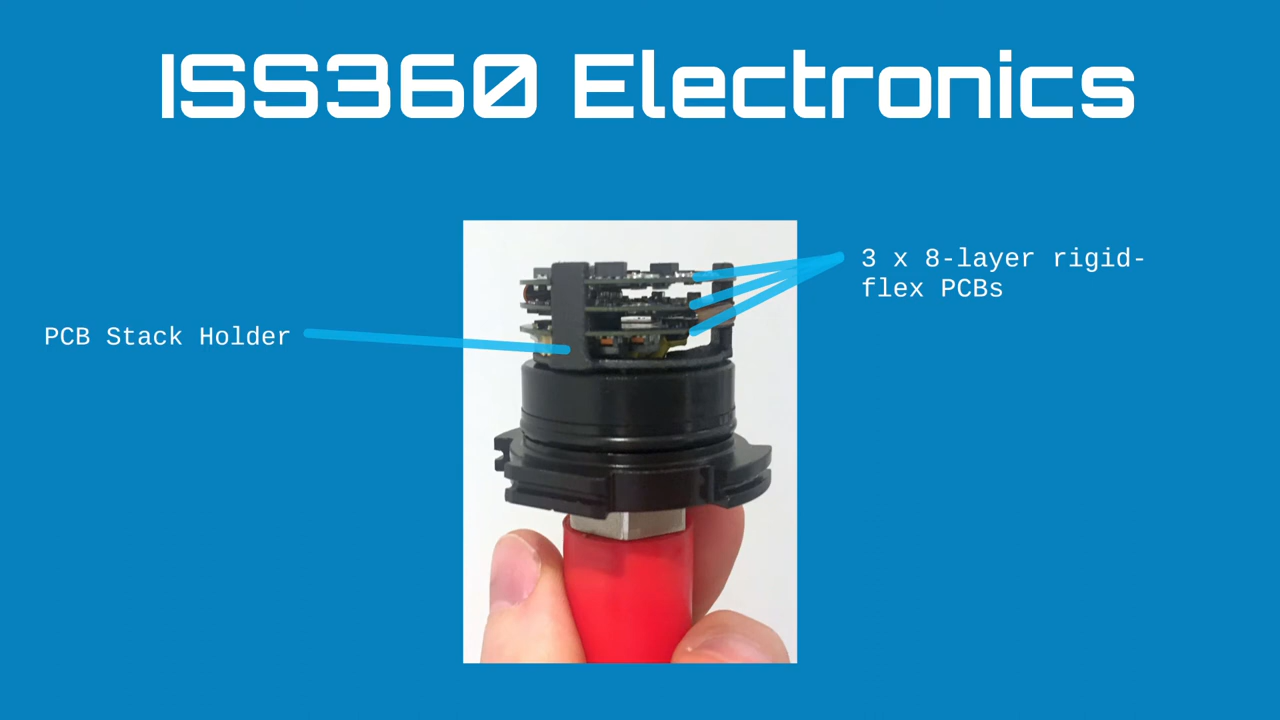 ISS360 Electronics
3 x 8-layer rigid-
flex PCBs
PCB Stack Holder